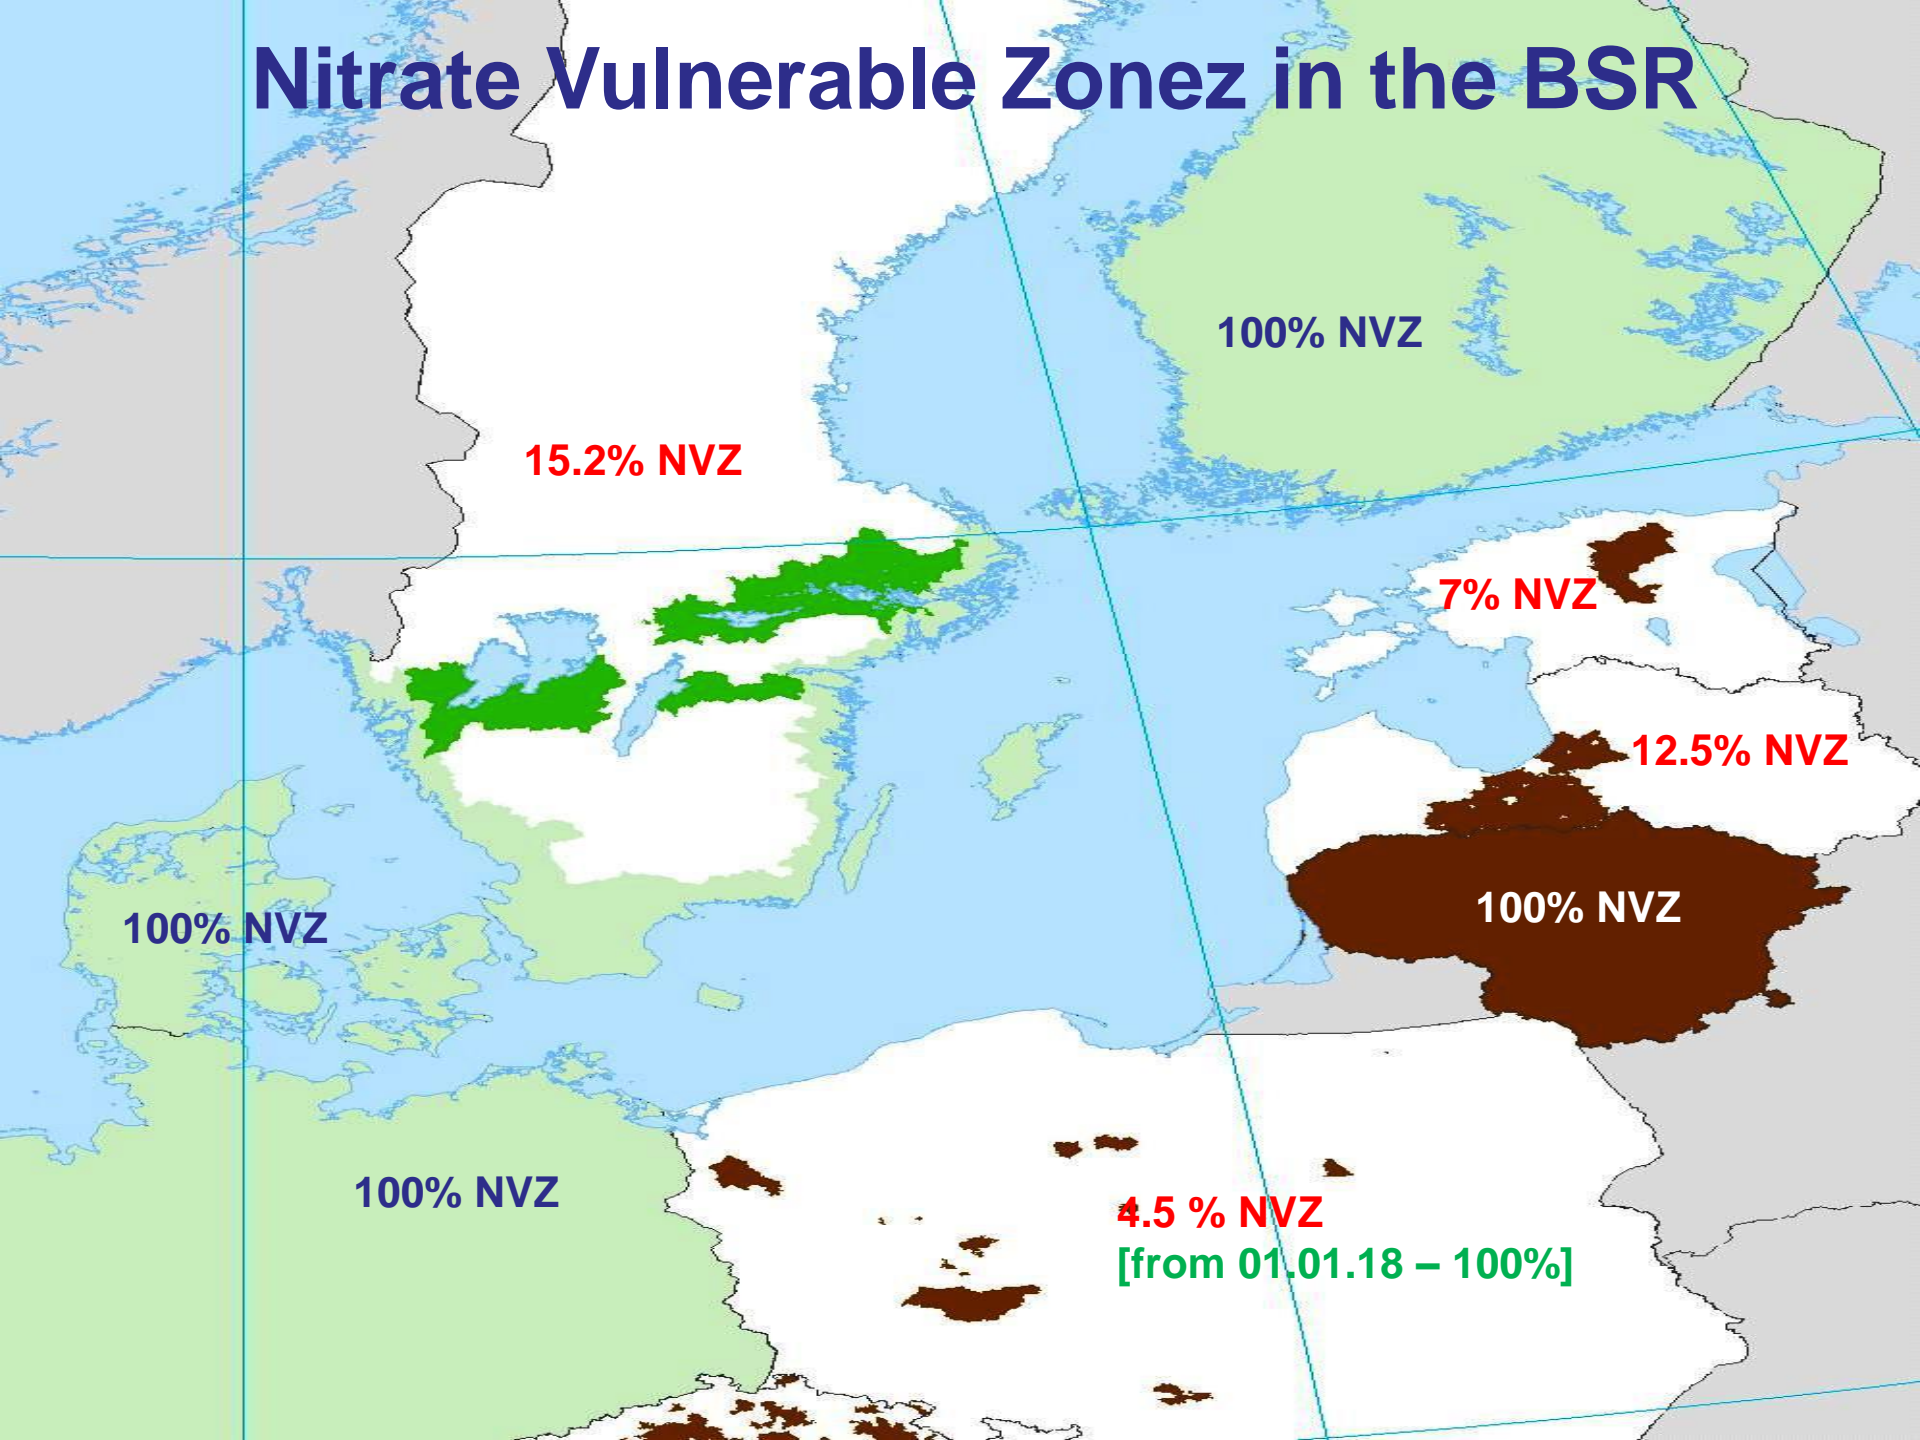 Nitrate Vulnerable Zonez in the BSR
100% NVZ
15.2% NVZ
7% NVZ
12.5% NVZ
100% NVZ
100% NVZ
100% NVZ
4.5 % NVZ
[from 01.01.18 – 100%]